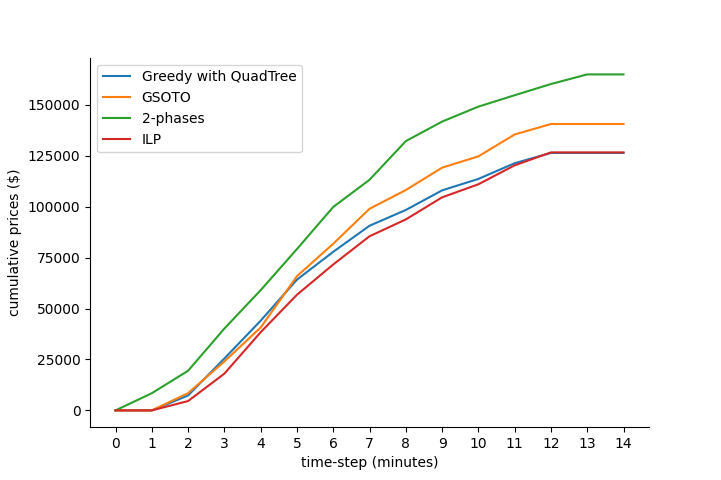 Greedy with QuadTree
GSOTO
2-phases
ILP
cumulative prices ($)
150000
125000
100000
75000
50000
25000
0
0 1 2 3 4 5 6 7 8 9 10 11 12 13 14
time-step (minutes)